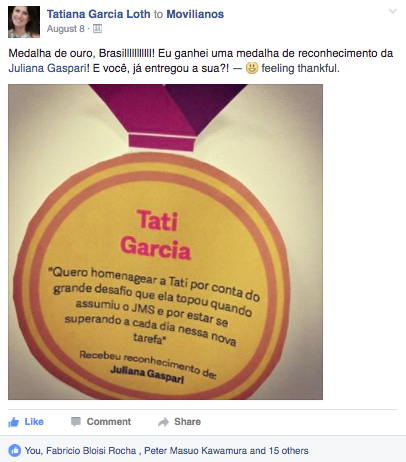 Tatiana Garcia Loth to Movilianos
August 8 ·
Medalha de ouro, Brasillllllllllll! Eu ganhei uma medalha de reconhecimento da
Juliana Gaspari! E você, já entregou a sua?! — feeling thankful.
Tati
Garcia
"Quero homenagear a Tati por conta do
grande desafio que ela topou quando
assumiu o JMS e por estar se
superando a cada dia nessa nova
tarefa"
Recebeu reconhecimento de:
Juliana Gaspari
Like Comment Share
You, Fabricio Bloisi Rocha , Peter Masuo Kawamura and 15 others